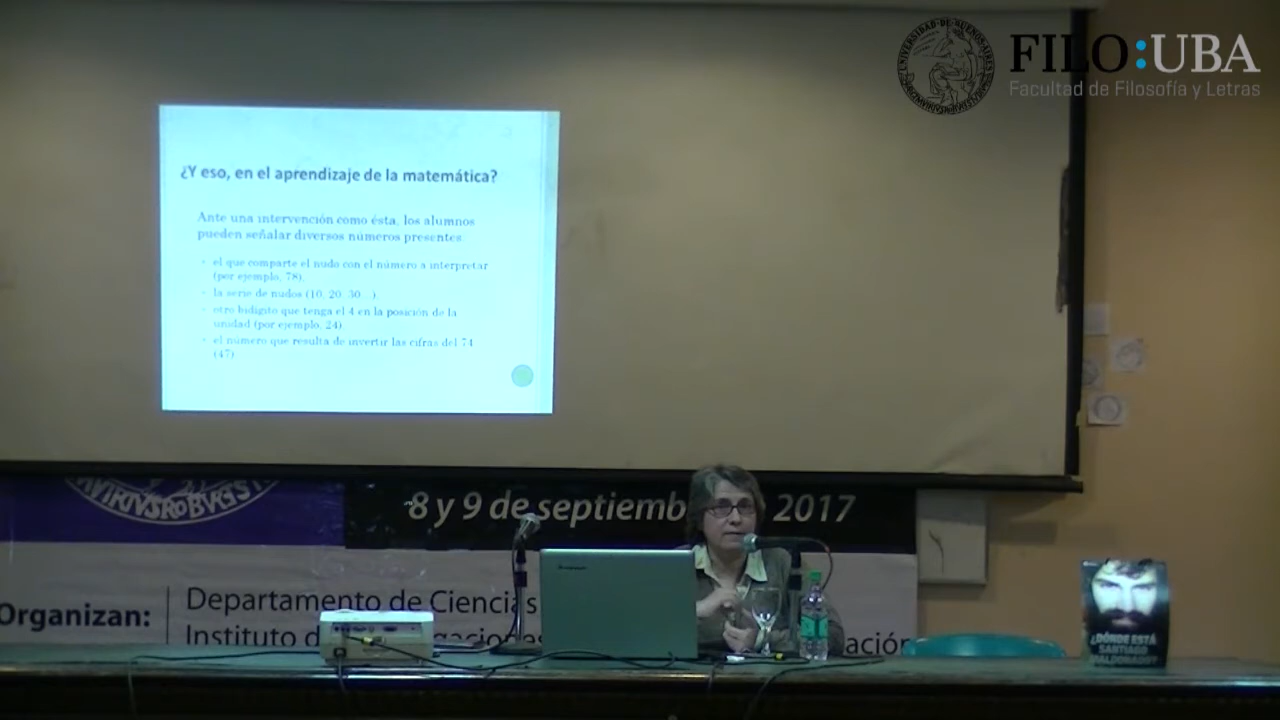 FILO:UBA
Facultad de Filosofía y Letras
¿Y eso, en el aprendizaje de la matemática?
Ante una intervención como ésta, los alumnos
pueden señalar diversos números presentes:
el que comparte el nudo con el número a interpretar
(por ejemplo, 78).
la serie de nudos (10, 20, 30…)
otro bidígito que tenga el 4 en la posición de la
unidad (por ejemplo, 24)
el número que resulta de invertir las cifras del 74
(47)
8 y 9 de septiemb 2017
Organizan:
Departamento de Ciencias
Instituto d
gaciones
ación
lenovo
¿DÓNDE ESTÁ
SANTIAGO
MALDONADO?